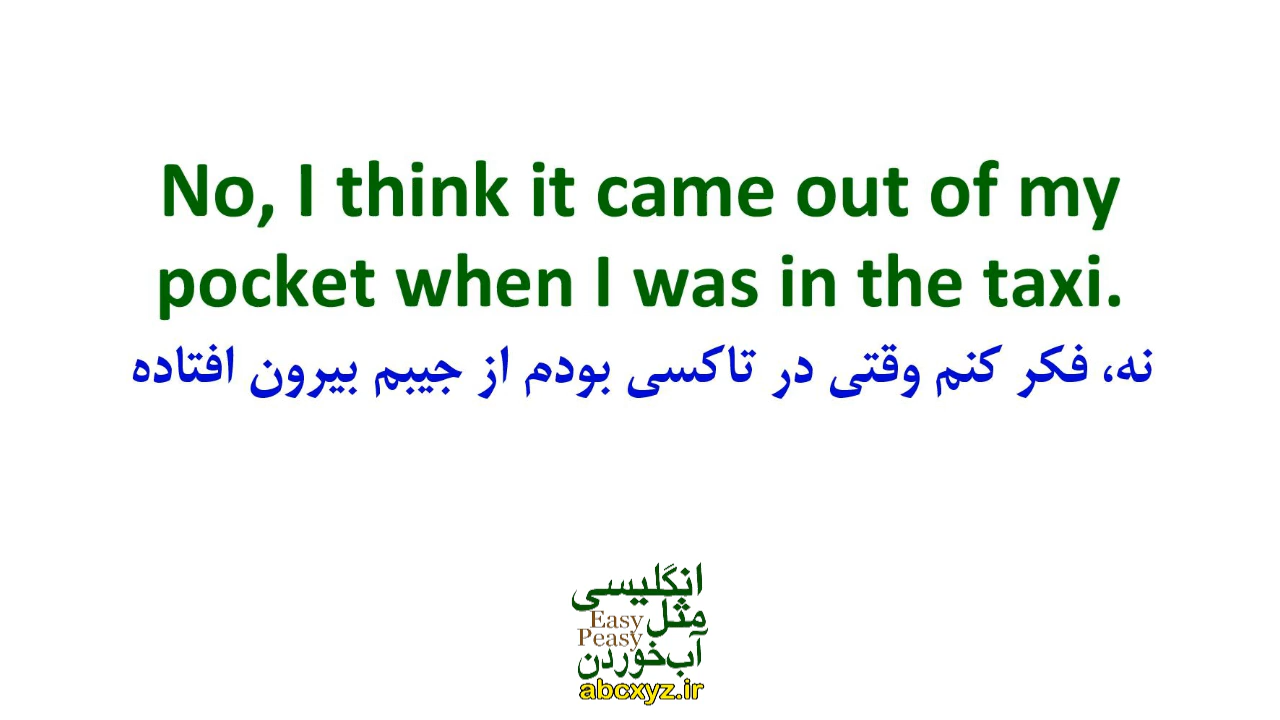 No, I think it came out of my
pocket when I was in the taxi.
نه، فکر کنم وقتی در تاکسی بودم از جیبم بیرون افتاده
انگلیسی
مثل
Easy
Peasy
آب‌خوردن
abcxyz.ir